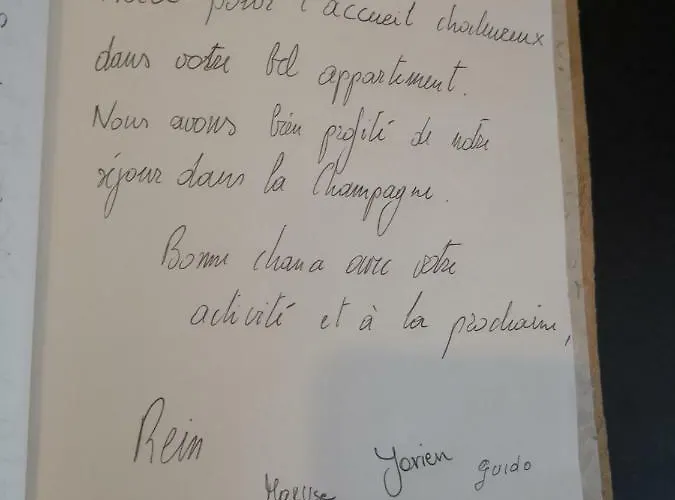 pour l'accueil chaleureux
dans votre bel appartement.
Nous avons bien profité de notre
séjour dans la Champagne.
Bonne chance avec votre
activité et à la prochaine,
Rein
Jorien
Guido